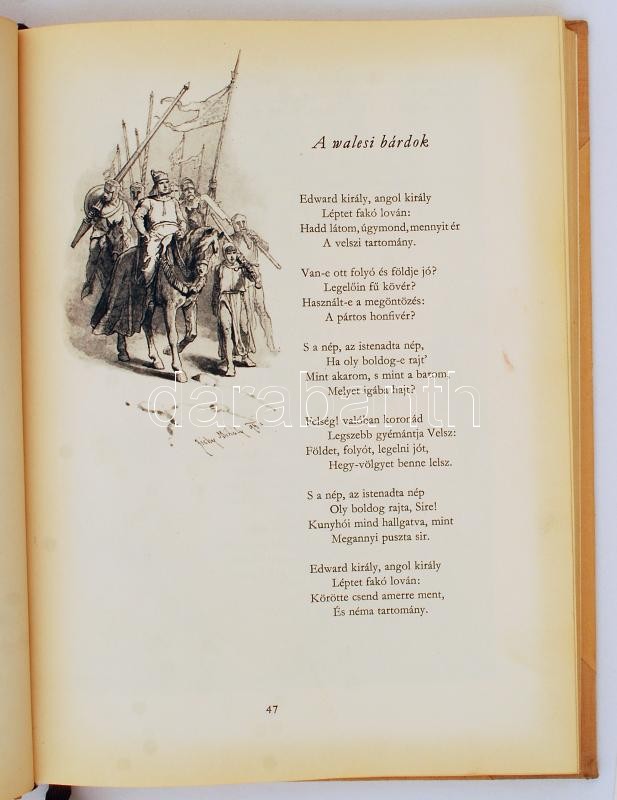 A walesi bárdok
Edward király, angol király
Léptet fakó lován:
Hadd látom, úgymond, mennyit ér
A velszi tartomány.
Van-e ott folyó és földje jó?
Legelőin fű kövér?
Használt-e a megöntözés:
A pártos honfivér?
S a nép, az istenadta nép,
Ha oly boldog-e rajt'
Mint akarom, s mint a barom,
Melyet igába hajt?
Felség! valóban koronád
Legszebb gyémántja Velsz:
Földet, folyót, legelni jót,
Hegy-völgyet benne lelsz.
S a nép, az istenadta nép
Oly boldog rajta, Sire!
Kunyhói mind hallgatva, mint
Megannyi puszta sir.
Edward király, angol király
Léptet fakó lován:
Körötte csend amerre ment,
És néma tartomány.
47
darabanth